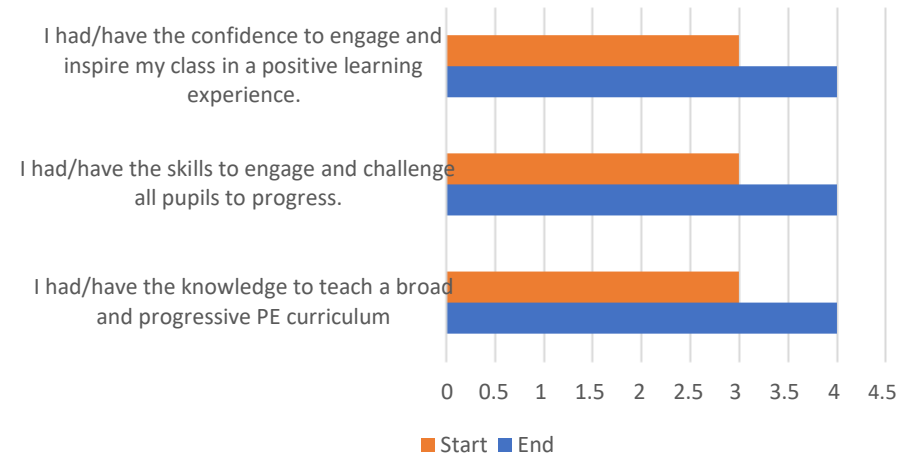 I had/have the confidence to engage and
inspire my class in a positive learning
experience.
I had/have the skills to engage and challenge
all pupils to progress.
I had/have the knowledge to teach a broad
and progressive PE curriculum
0 0.5 1 1.5 2 2.5 3 3.5 4 4.5
Start End